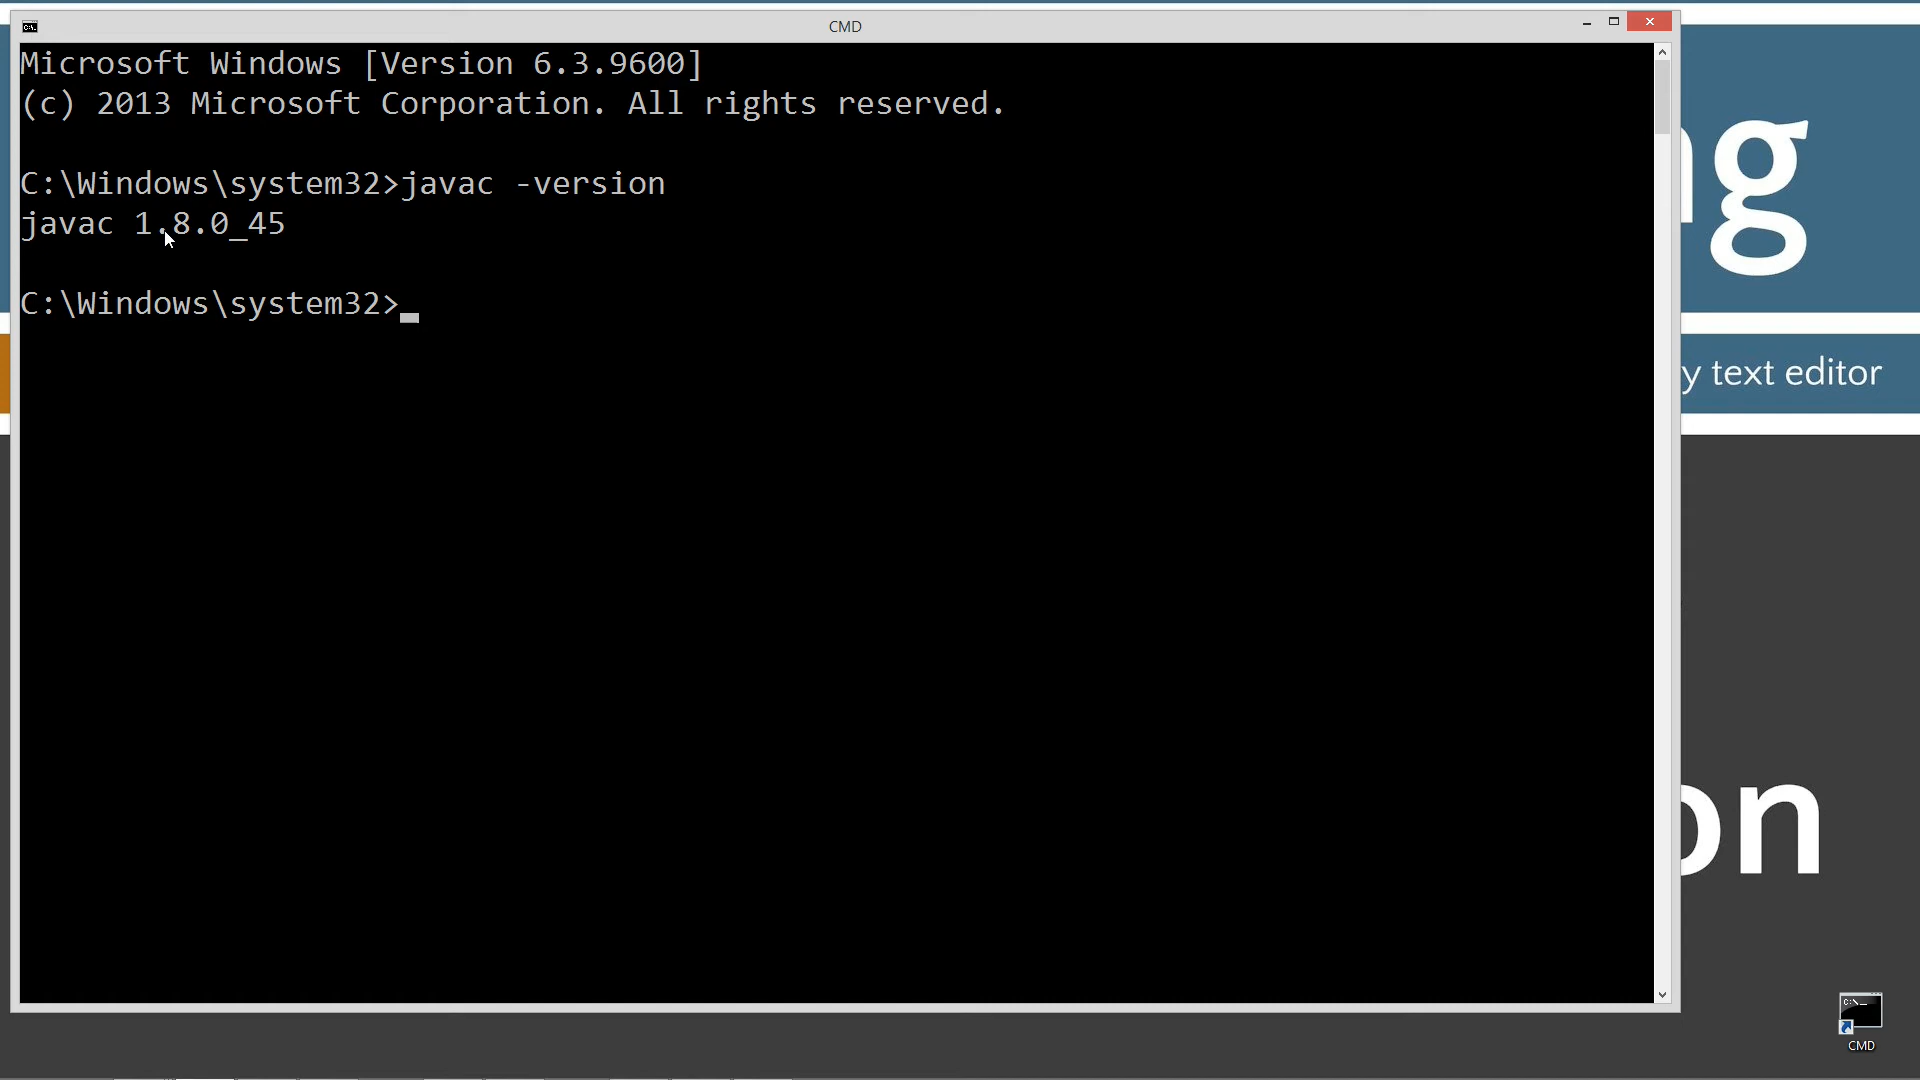 CMD
Microsoft Windows [Version 6.3.9600]
(c) 2013 Microsoft Corporation. All rights reserved.
C:\Windows\system32>javac -version
javac 1.8.0_45
C:\Windows\system32>
g
y text editor
on
CMD